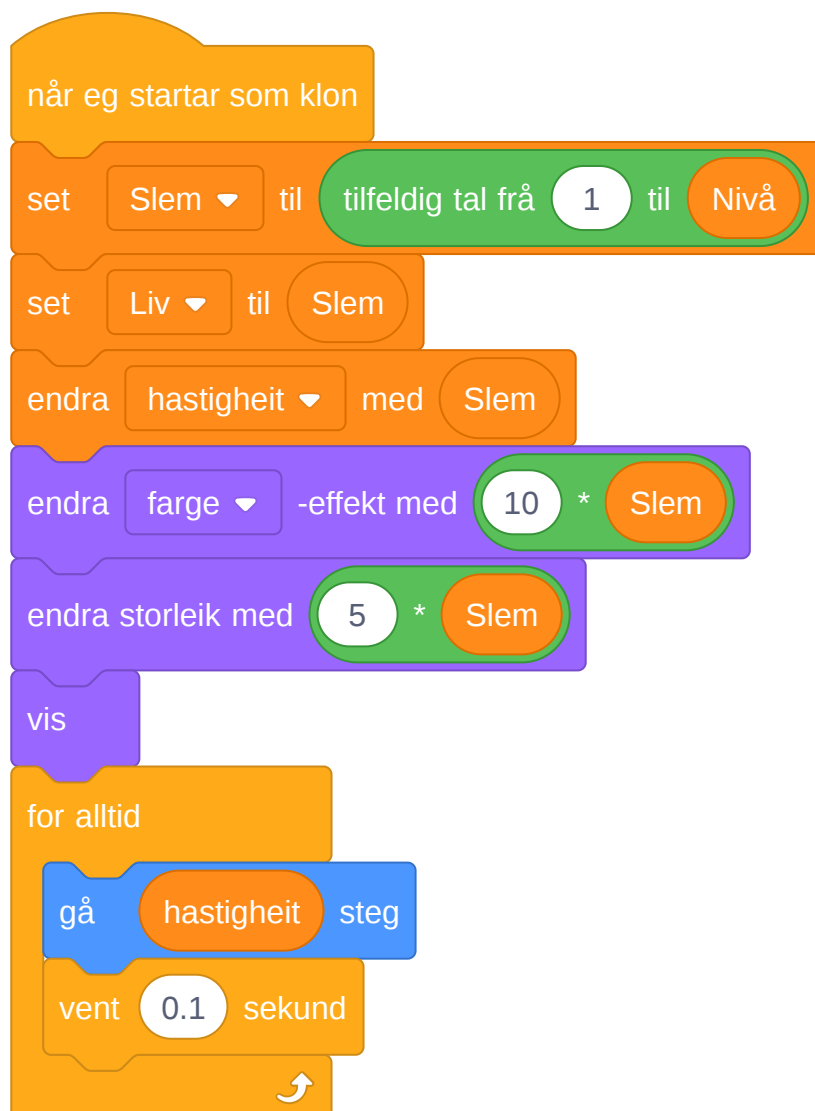 når eg startar som klon
set Slem til tilfeldig tal frå 1 til Nivå
set Liv til Slem
endra hastigheit med Slem
endra farge -effekt med 10 * Slem
endra storleik med 5 * Slem
vis
for alltid
gå hastigheit steg
vent 0.1 sekund